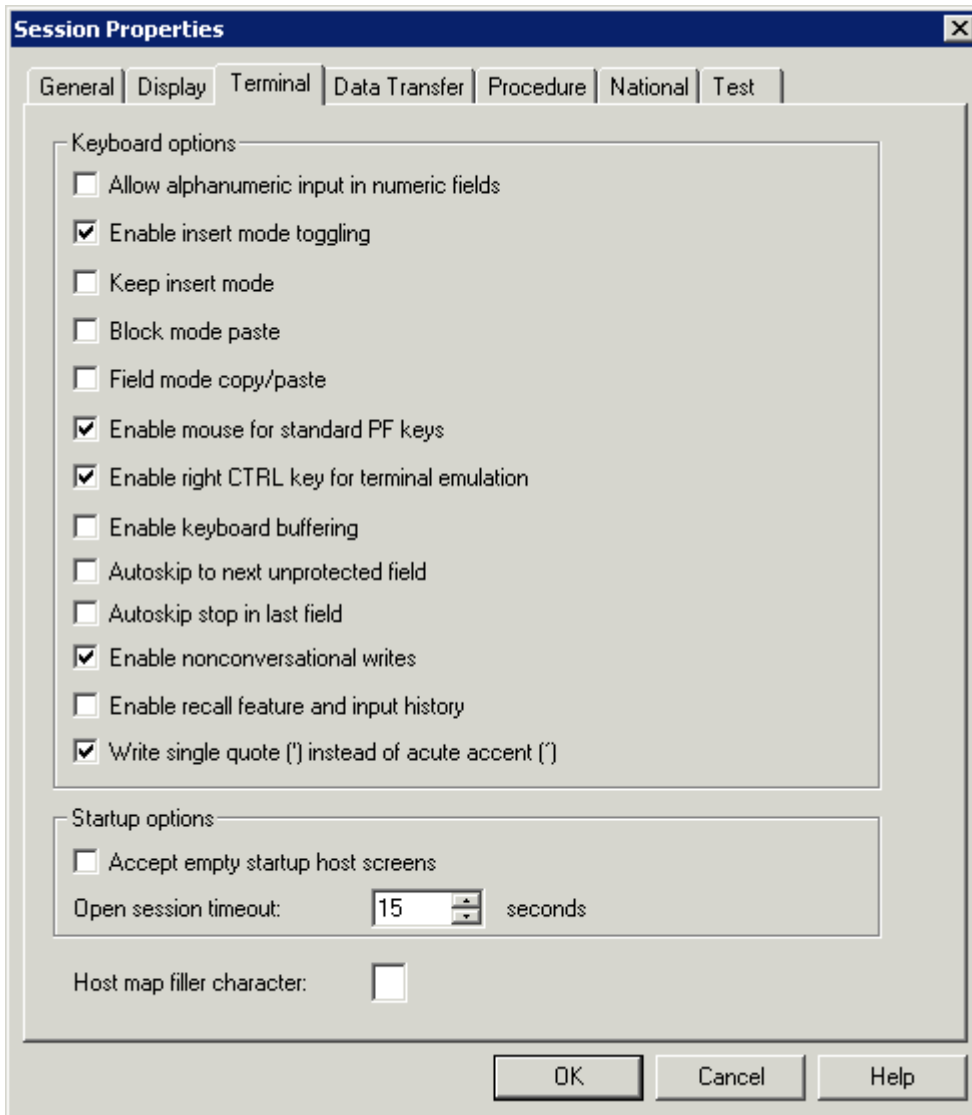 Session Properties
General Display Terminal Data Transfer Procedure National Test
Keyboard options
Allow alphanumeric input in numeric fields
Enable insert mode toggling
Keep insert mode
Block mode paste
Field mode copy/paste
Enable mouse for standard PF keys
Enable right CTRL key for terminal emulation
Enable keyboard buffering
Autoskip to next unprotected field
Autoskip stop in last field
Enable nonconversational writes
Enable recall feature and input history
Write single quote (') instead of acute accent (´)
Startup options
Accept empty startup host screens
Open session timeout: 15 seconds
Host map filler character:
OK Cancel Help